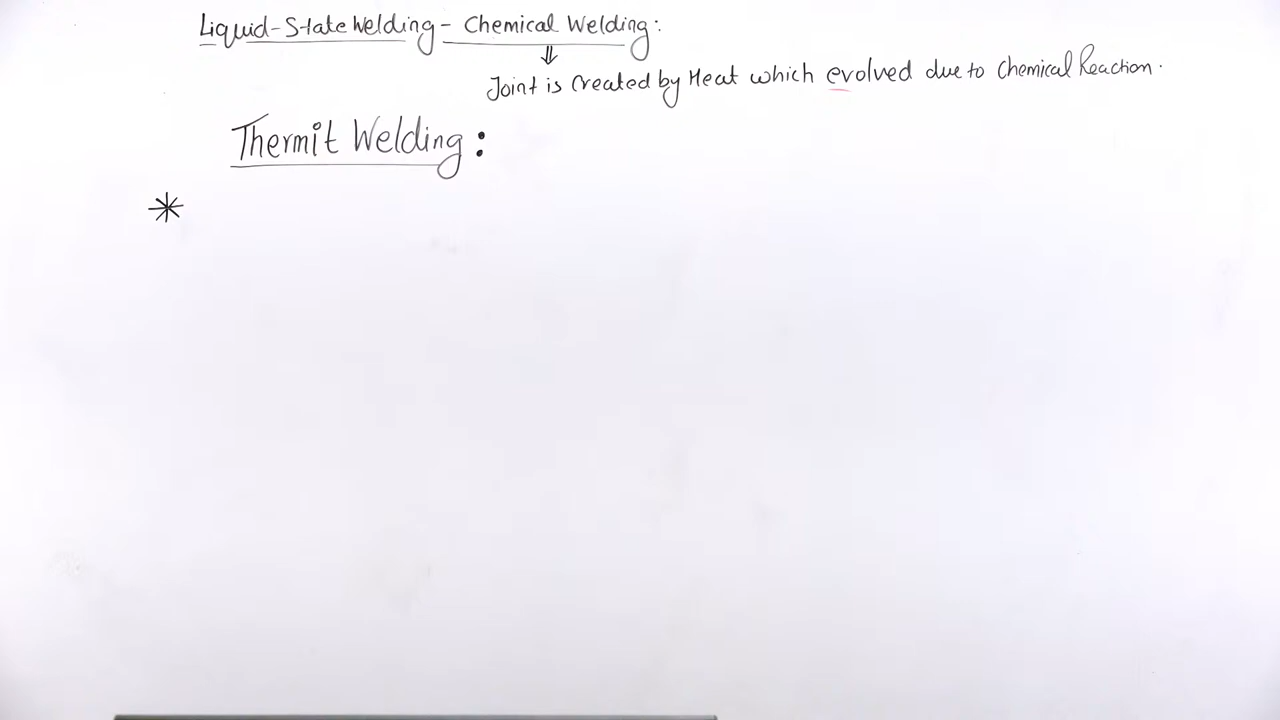 Liquid-State Welding - Chemical Welding:
⇓
Joint is created by Heat which evolved due to Chemical Reaction.
Thermit Welding:
*